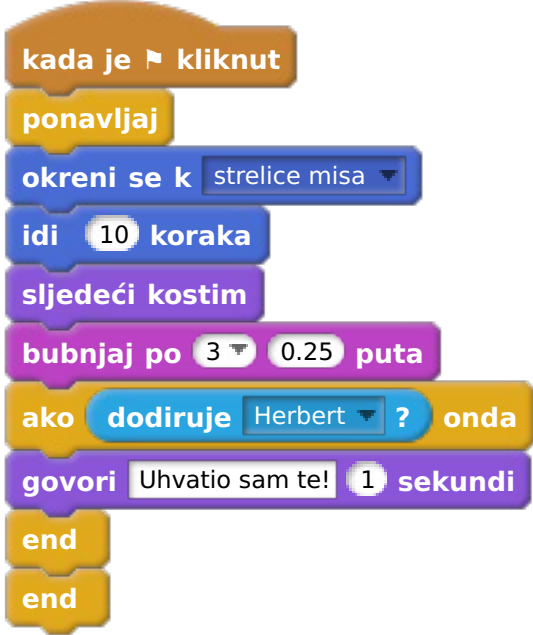 kada je ⚑ kliknut
ponavljaj
okreni se k strelice misa
idi 10 koraka
sljedeći kostim
bubnjaj po 3 0.25 puta
ako dodiruje Herbert ? onda
govori Uhvatio sam te! 1 sekundi
end
end